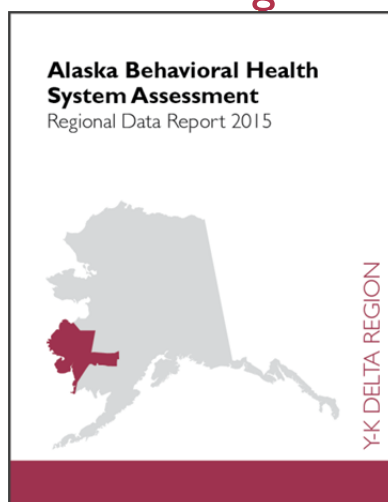 Alaska Behavioral Health
System Assessment
Regional Data Report 2015
Y-K DELTA REGION